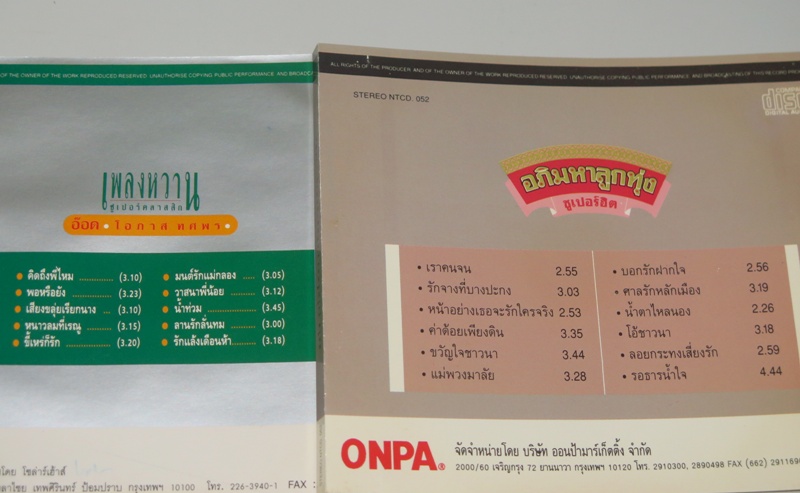 OF THE OWNER OF THE WORK REPRODUCED RESERVED UNAUTHORISE COPYING PUBLIC PERFORMANCE AND BROADCA
เพลงหวาน
ซูเปอร์คลาสสิค
อ๊อด • โอภาส ทศพร •
• คิดถึงพี่ไหม ............ (3.10)
• พอหรือยัง ............ (3.23)
• เสียงขลุ่ยเรียกนาง ... (3.10)
• หนาวลมที่เรณู ......... (3.15)
• ขี้เหร่ก็รัก ............ (3.20)
• มนต์รักแม่กลอง ..... (3.05)
• วาสนาพี่น้อย ......... (3.12)
• น้ำท่วม ............ (3.45)
• ลานรักลั่นทม ......... (3.00)
• รักแล้งเดือนห้า......... (3.18)
โดย โซล่าร์เฮ้าส์
ลาไชย เทพศิรินทร์ ป้อมปราบ กรุงเทพฯ 10100 โทร. 226-3940-1 FAX :
ALL RIGHTS OF THE PRODUCER AND OF THE OWNER OF THE WORK REPRODUCED RESERVED UNAUTHORISE COPYING PUBLIC PERFORMANCE AND BROADCASTING OF THIS RECORD PRO
STEREO NTCD. 052
COMPA
disc
DIGITAL AU
อภิมหาลูกทุ่ง
ซูเปอร์ฮิต
• เราคนจน 2.55
• รักจางที่บางปะกง 3.03
• หน้าอย่างเธอจะรักใครจริง 2.53
• ค่าด้อยเพียงดิน 3.35
• ขวัญใจชาวนา 3.44
• แม่พวงมาลัย 3.28
• บอกรักฝากใจ 2.56
• ศาลรักหลักเมือง 3.19
• น้ำตาไหลนอง 2.26
• โอ้ชาวนา 3.18
• ลอยกระทงเสี่ยงรัก 2.59
• รอธารน้ำใจ 4.44
ONPA®
จัดจำหน่ายโดย บริษัท ออนป้ามาร์เก็ตติ้ง จำกัด
2000/60 เจริญกรุง 72 ยานนาวา กรุงเทพฯ 10120 โทร. 2910300, 2890498 FAX (662) 2911690